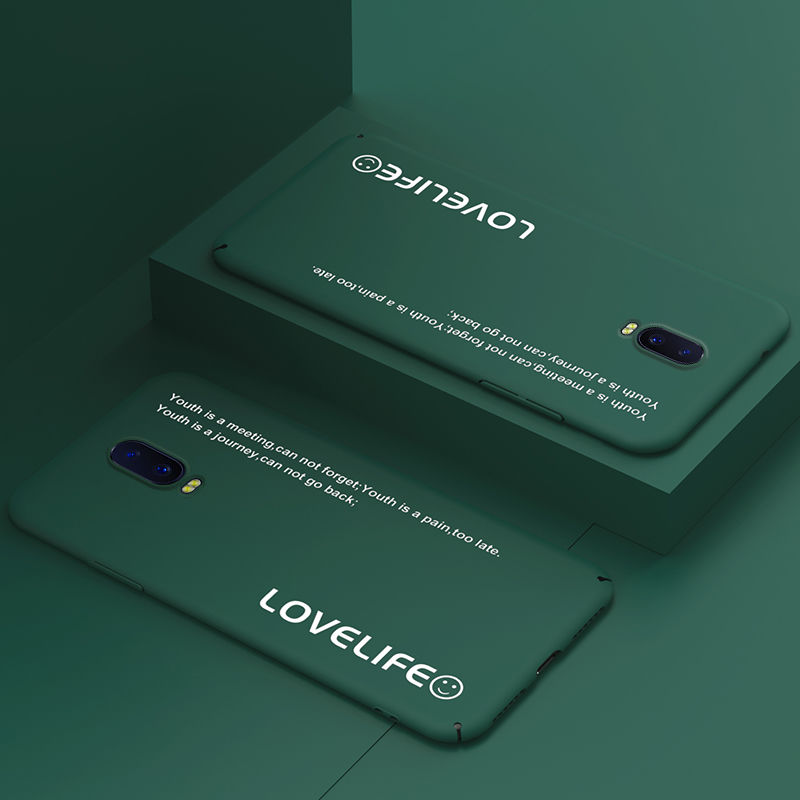 LOVELIFE
Youth is a meeting,can not forget;Youth is a pain,too late.
Youth is a journey,can not go back;
Youth is a meeting,can not forget;Youth is a pain,too late.
Youth is a journey,can not go back;
LOVELIFE